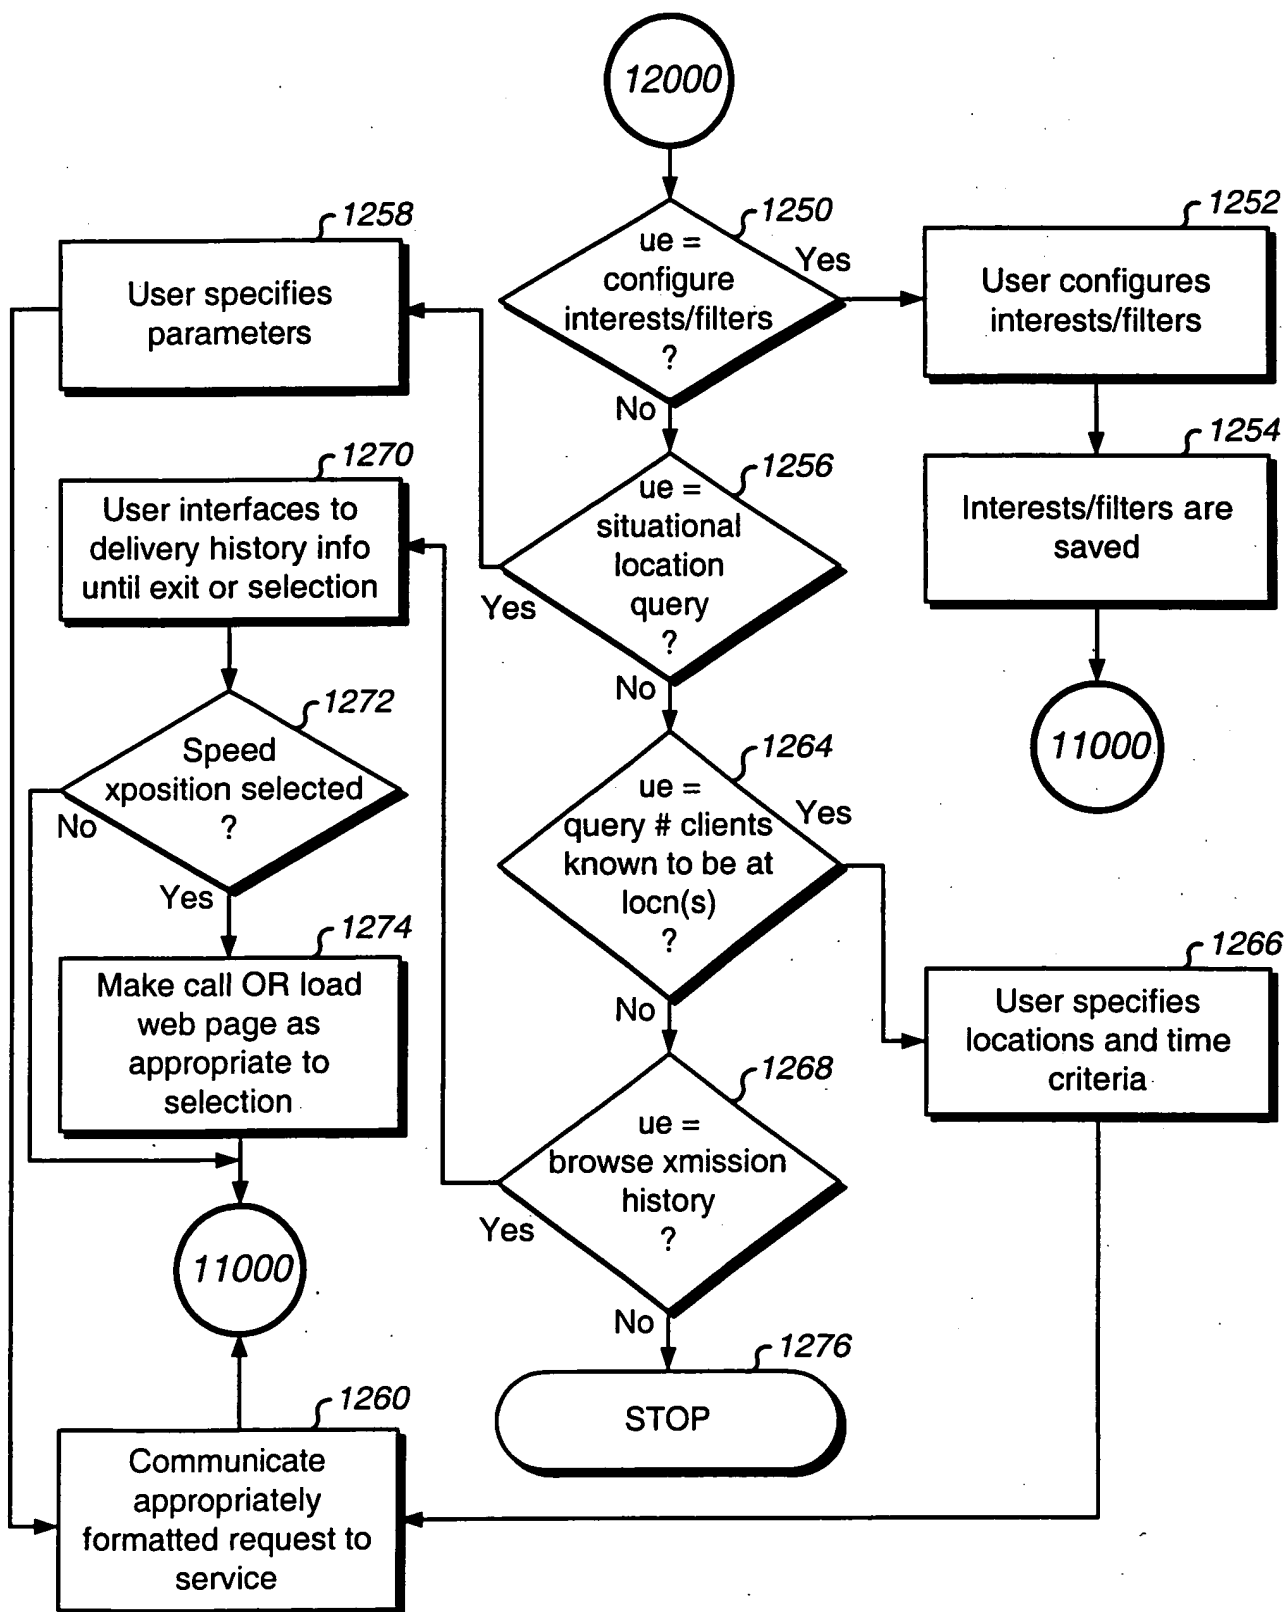 12000
1250
ue =
configure
interests/filters
?
Yes
No
1252
User configures
interests/filters
1254
Interests/filters are
saved
11000
1256
ue =
situational
location
query
?
Yes
No
1258
User specifies
parameters
1264
ue =
query # clients
known to be at
locn(s)
?
Yes
No
1266
User specifies
locations and time
criteria
1268
ue =
browse xmission
history
?
Yes
No
1270
User interfaces to
delivery history info
until exit or selection
1272
Speed
xposition selected
?
No
Yes
1274
Make call OR load
web page as
appropriate to
selection
11000
1260
Communicate
appropriately
formatted request to
service
1276
STOP